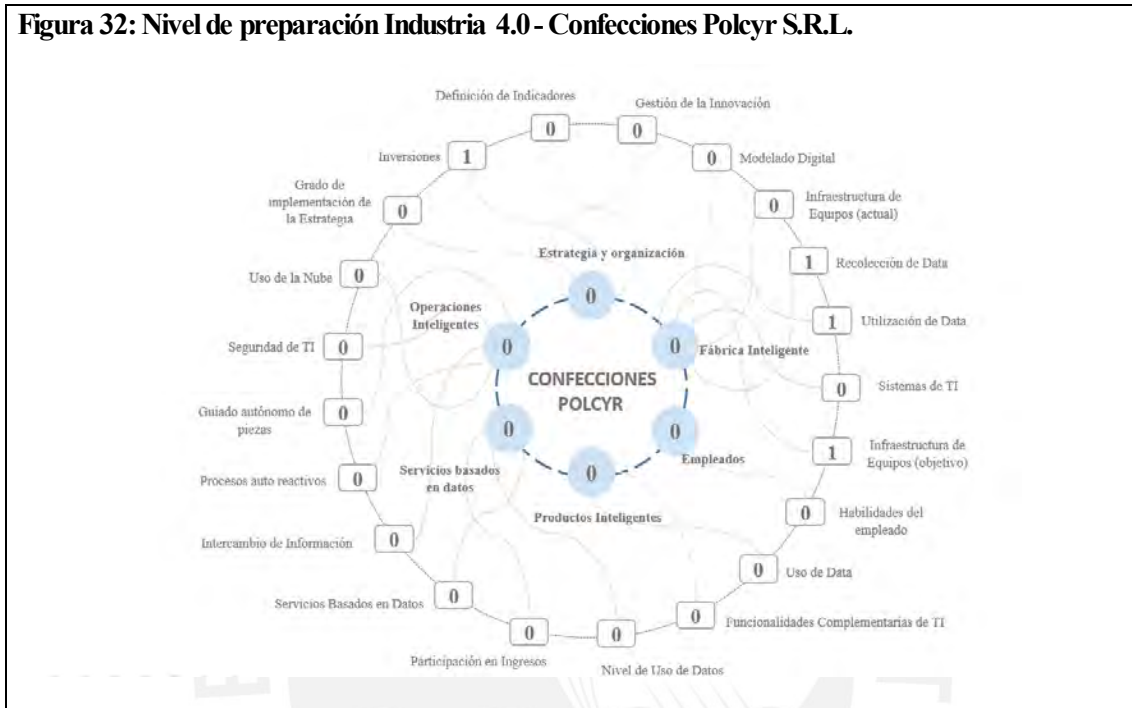 Figura 32: Nivel de preparación Industria 4.0 - Confecciones Polcyr S.R.L.
Definición de Indicadores
0
Gestión de la Innovación
0
Modelado Digital
0
Infraestructura de
Equipos (actual)
0
Recolección de Data
1
Utilización de Data
1
Sistemas de TI
0
Infraestructura de
Equipos (objetivo)
1
Habilidades del
empleado
0
Uso de Data
0
Funcionalidades Complementarias de TI
0
Nivel de Uso de Datos
0
Participación en Ingresos
0
Servicios Basados en Datos
0
Intercambio de Información
0
Procesos auto reactivos
0
Guiado autónomo de
piezas
0
Seguridad de TI
0
Uso de la Nube
0
Grado de
implementación de
la Estrategia
0
Inversiones
1
Estrategia y organización
0
Fábrica Inteligente
0
Empleados
0
Productos Inteligentes
0
Servicios basados
en datos
0
Operaciones
Inteligentes
0
CONFECCIONES
POLCYR